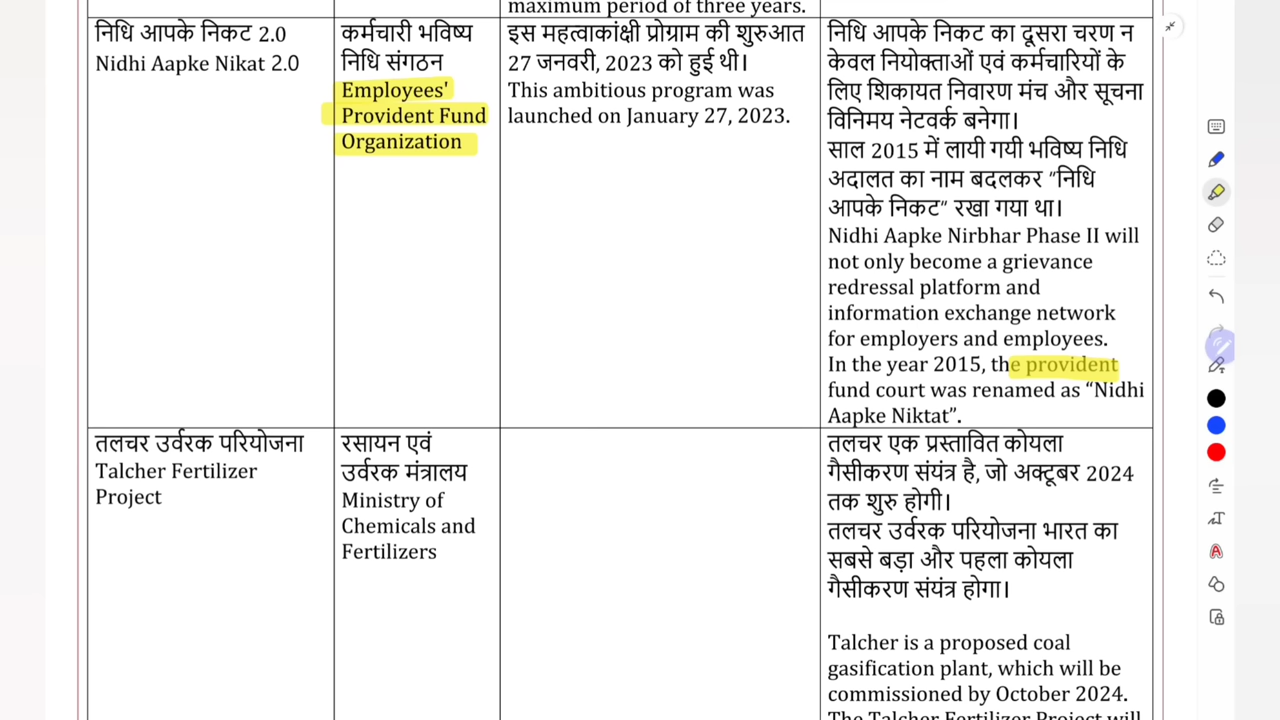 maximum period of three years.
निधि आपके निकट 2.0
Nidhi Aapke Nikat 2.0
कर्मचारी भविष्य
निधि संगठन
Employees'
Provident Fund
Organization
इस महत्वाकांक्षी प्रोग्राम की शुरुआत
27 जनवरी, 2023 को हुई थी।
This ambitious program was
launched on January 27, 2023.
निधि आपके निकट का दूसरा चरण न
केवल नियोक्ताओं एवं कर्मचारियों के
लिए शिकायत निवारण मंच और सूचना
विनिमय नेटवर्क बनेगा।
साल 2015 में लायी गयी भविष्य निधि
अदालत का नाम बदलकर "निधि
आपके निकट" रखा गया था।
Nidhi Aapke Nirbhar Phase II will
not only become a grievance
redressal platform and
information exchange network
for employers and employees.
In the year 2015, the provident
fund court was renamed as “Nidhi
Aapke Niktat”.
तलचर उर्वरक परियोजना
Talcher Fertilizer
Project
रसायन एवं
उर्वरक मंत्रालय
Ministry of
Chemicals and
Fertilizers
तलचर एक प्रस्तावित कोयला
गैसीकरण संयंत्र है, जो अक्टूबर 2024
तक शुरु होगी।
तलचर उर्वरक परियोजना भारत का
सबसे बड़ा और पहला कोयला
गैसीकरण संयंत्र होगा।
Talcher is a proposed coal
gasification plant, which will be
commissioned by October 2024.
The Talcher Fertilizer Project will